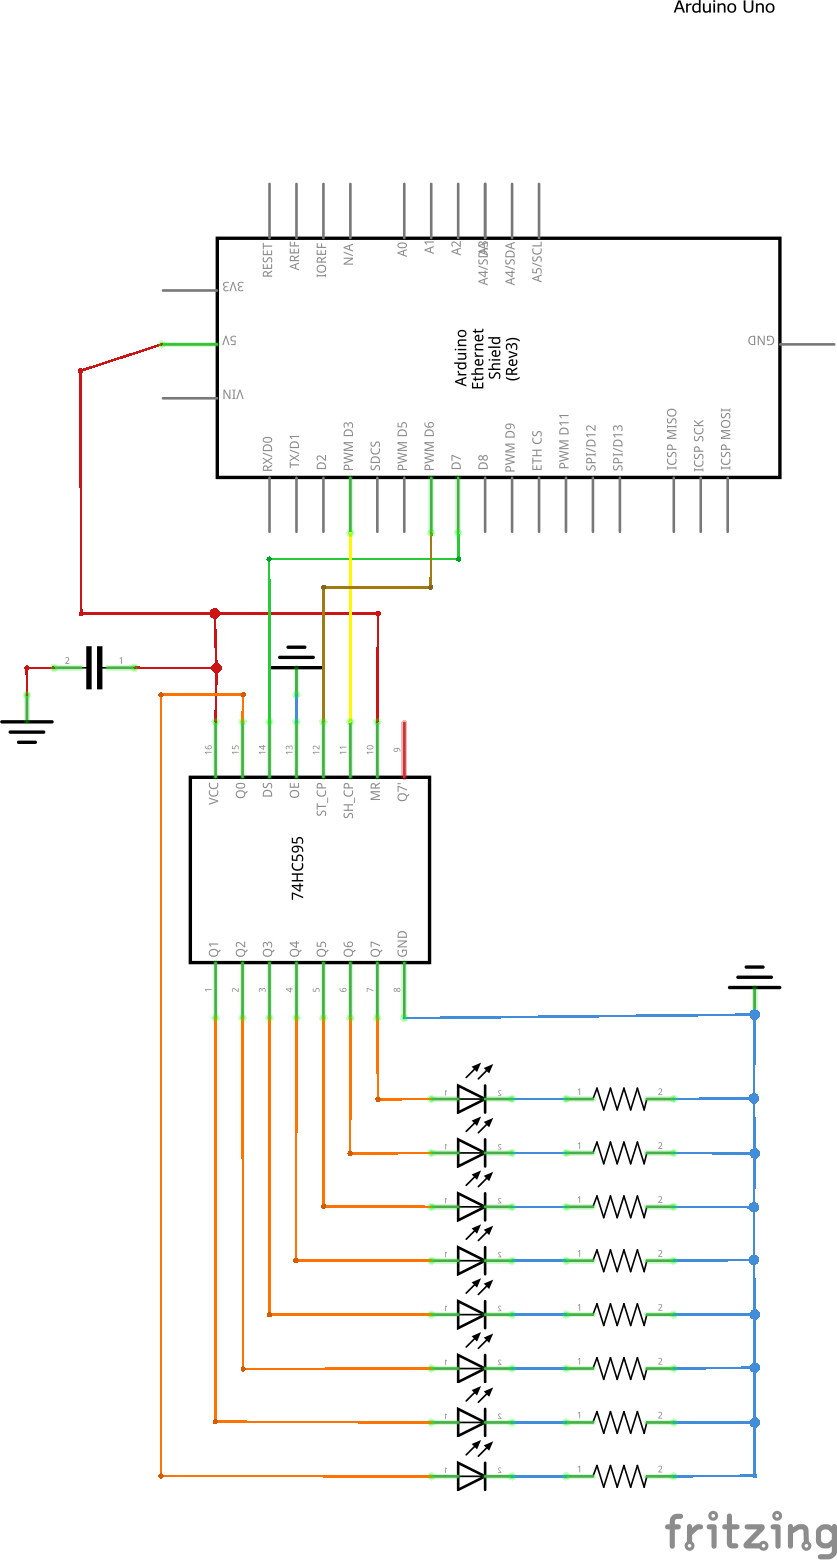 Arduino Uno
RESET AREF IOREF N/A A0 A1 A2 A4/SDA A5/SCL
3V3
5V
VIN
GND
Arduino
Ethernet
Shield
(Rev3)
RX/D0 TX/D1 D2 PWM D3 SDCS PWM D5 PWM D6 D7 D8 PWM D9 ETH CS PWM D11 SPI/D12 SPI/D13 ICSP MISO ICSP SCK ICSP MOSI
2 1
16 15 14 13 12 11 10 9
VCC Q0 DS OE ST_CP SH_CP MR Q7'
74HC595
Q1 Q2 Q3 Q4 Q5 Q6 Q7 GND
1 2 3 4 5 6 7 8
1 2 1 2
1 2 1 2
1 2 1 2
1 2 1 2
1 2 1 2
1 2 1 2
1 2 1 2
1 2 1 2
fritzing